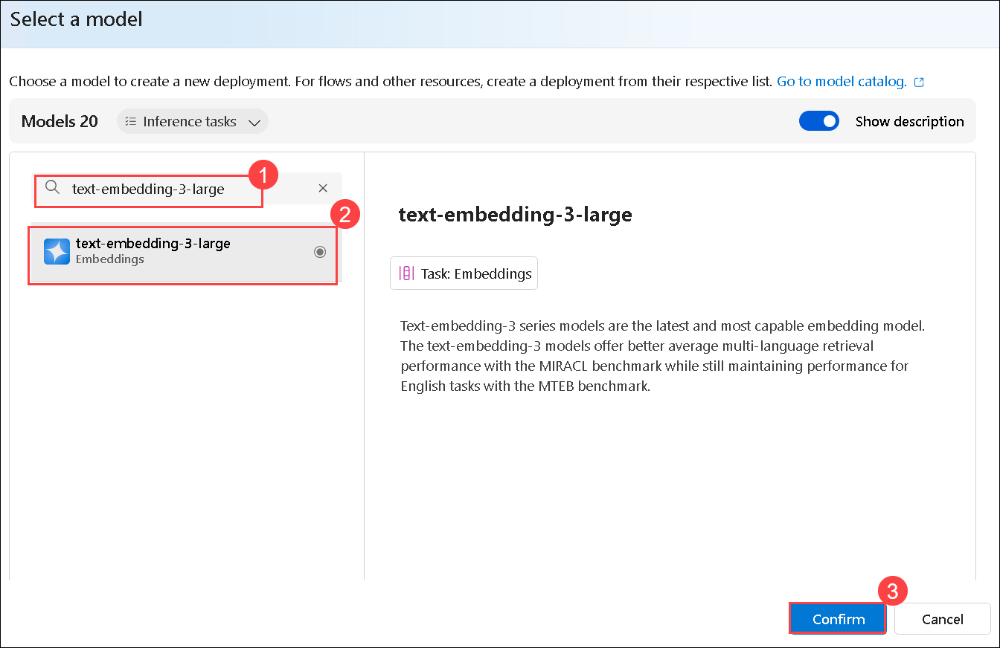 Select a model
Choose a model to create a new deployment. For flows and other resources, create a deployment from their respective list. Go to model catalog.
Models 20 Inference tasks Show description
text-embedding-3-large 1
2
text-embedding-3-large
Embeddings
text-embedding-3-large
Task: Embeddings
Text-embedding-3 series models are the latest and most capable embedding model.
The text-embedding-3 models offer better average multi-language retrieval
performance with the MIRACL benchmark while still maintaining performance for
English tasks with the MTEB benchmark.
3
Confirm Cancel